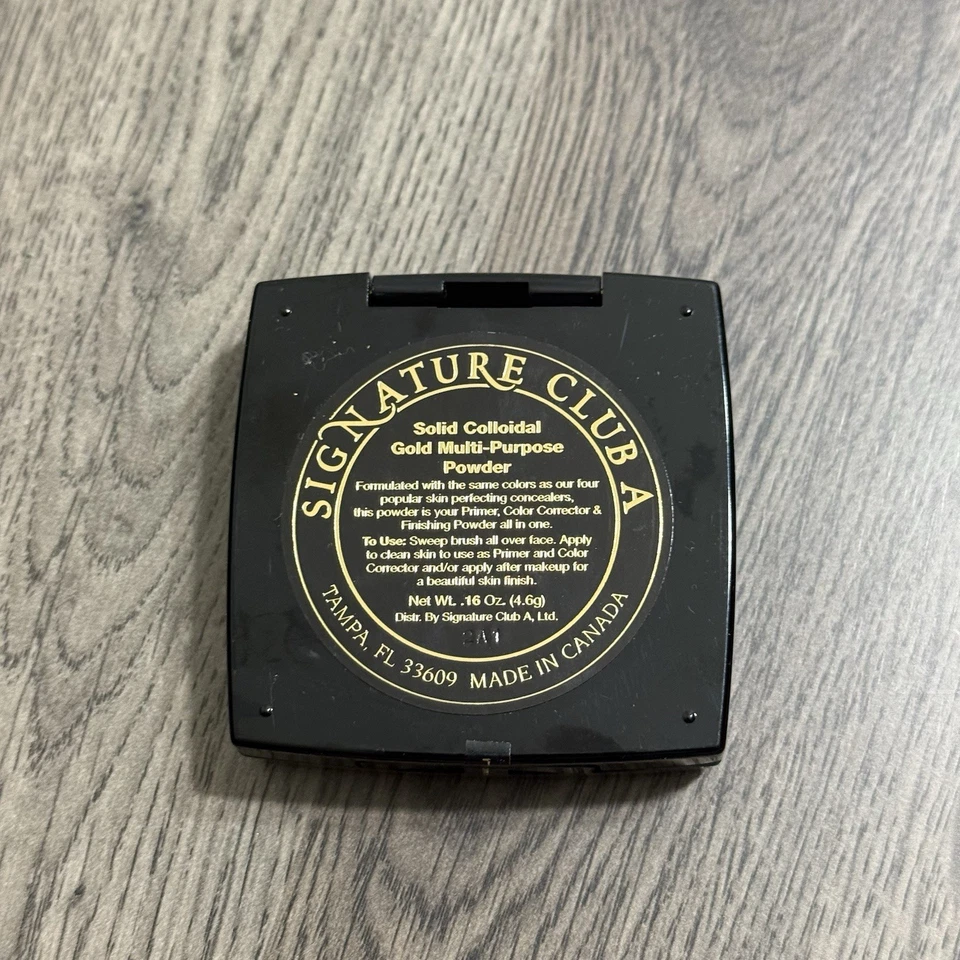 SIGNATURE CLUB A
Solid Colloidal
Gold Multi-Purpose
Powder
Formulated with the same colors as our four
popular skin perfecting concealers,
this powder is your Primer, Color Corrector &
Finishing Powder all in one.
To Use: Sweep brush all over face. Apply
to clean skin to use as Primer and Color
Corrector and/or apply after makeup for
a beautiful skin finish.
Net Wt. .16 Oz. (4.6g)
Distr. By Signature Club A, Ltd.
TAMPA, FL 33609 MADE IN CANADA